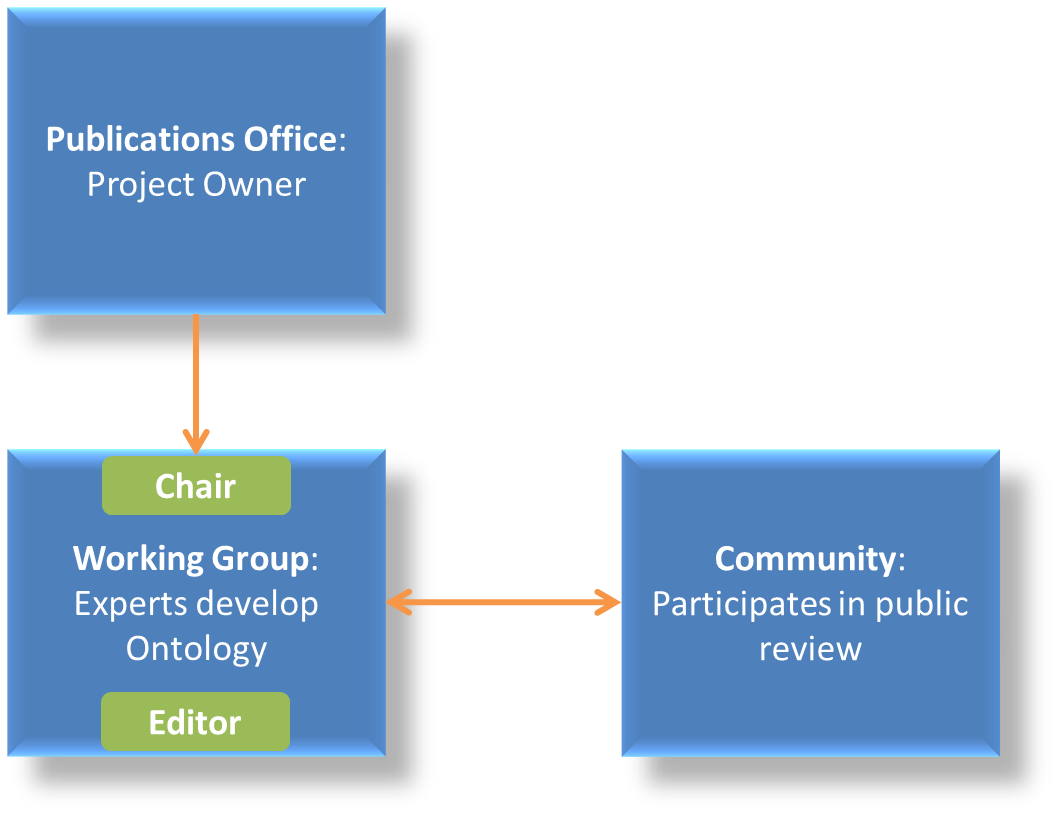 Publications Office:
Project Owner
Chair
Working Group:
Experts develop
Ontology
Editor
Community:
Participates in public
review